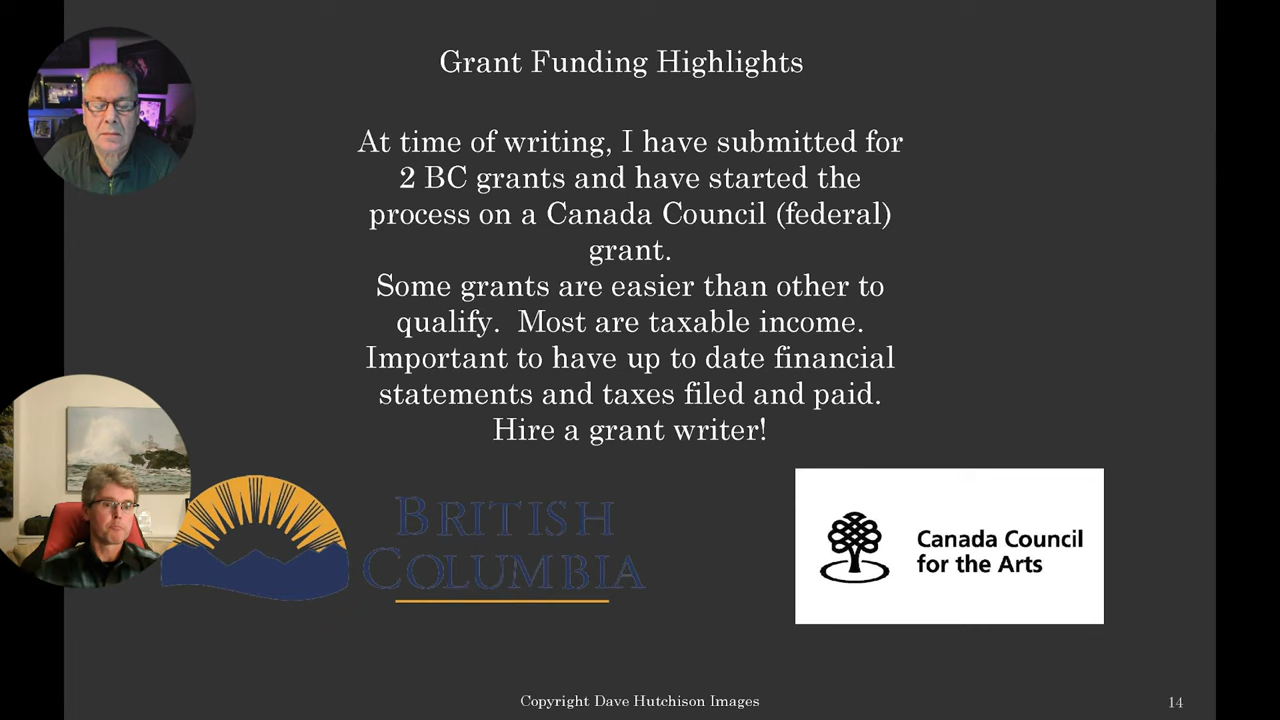 Grant Funding Highlights
At time of writing, I have submitted for
2 BC grants and have started the
process on a Canada Council (federal)
grant.
Some grants are easier than other to
qualify.  Most are taxable income.
Important to have up to date financial
statements and taxes filed and paid.
Hire a grant writer!
BRITISH
COLUMBIA
Canada Council
for the Arts
Copyright Dave Hutchison Images
14